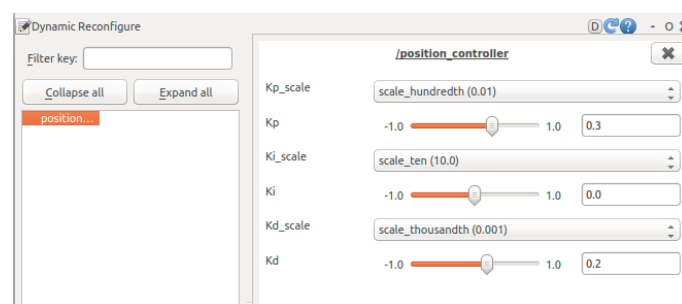 Dynamic Reconfigure
D
Filter key:
Collapse all Expand all
position...
/position_controller
Kp_scale scale_hundredth (0.01)
Kp -1.0 1.0 0.3
Ki_scale scale_ten (10.0)
Ki -1.0 1.0 0.0
Kd_scale scale_thousandth (0.001)
Kd -1.0 1.0 0.2